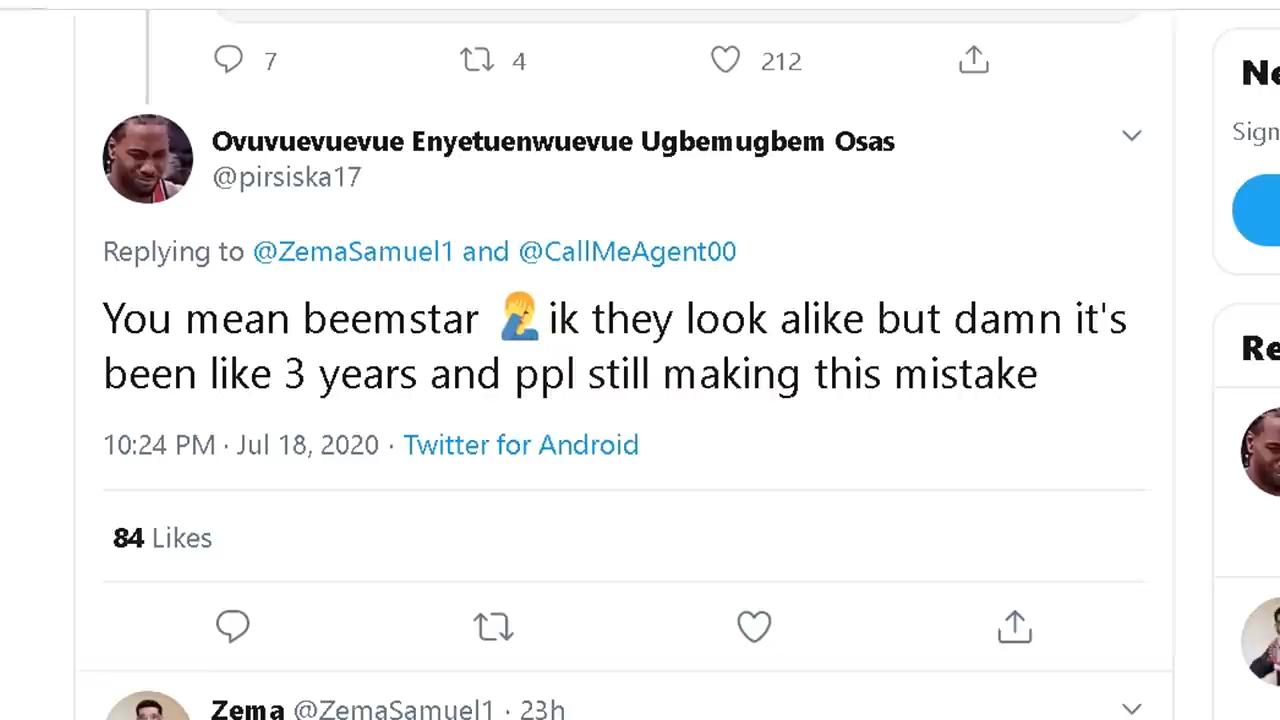 7 4 212
Ovuvuevuevue Enyetuenwuevue Ugbemugbem Osas
@pirsiska17
Replying to @ZemaSamuel1 and @CallMeAgent00
You mean beemstar 🤦‍♂️ ik they look alike but damn it's
been like 3 years and ppl still making this mistake
10:24 PM · Jul 18, 2020 · Twitter for Android
84 Likes
Zema @ZemaSamuel1 · 23h
Sign